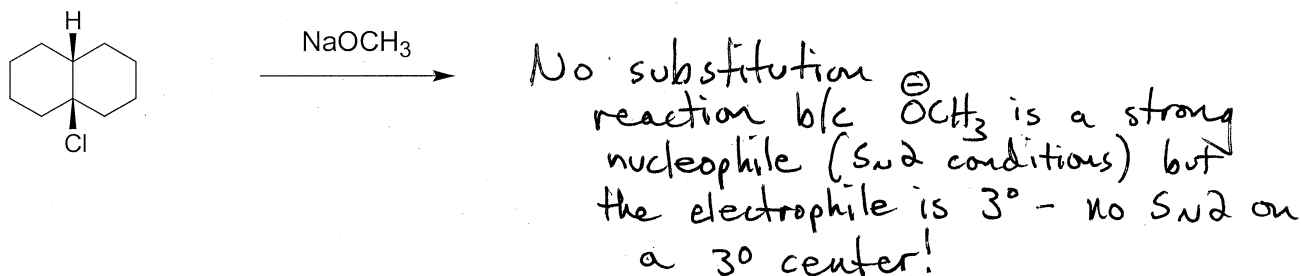 H
Cl
NaOCH3
No substitution
reaction b/c ⊖OCH3 is a strong
nucleophile (SN2 conditions) but
the electrophile is 3° - no SN2 on
a 3° center!